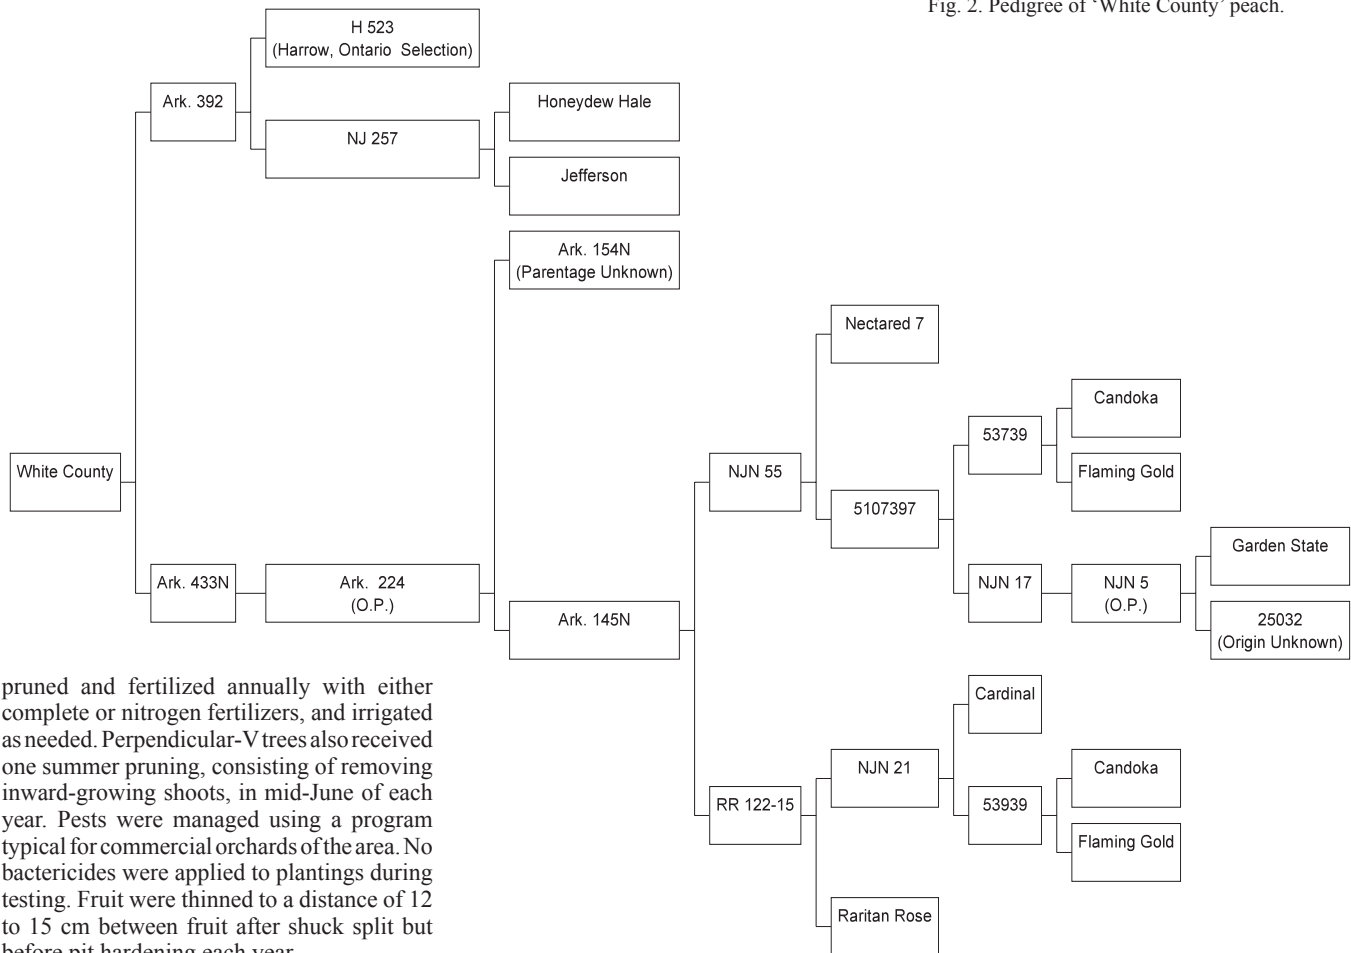 Fig. 2. Pedigree of ‘White County’ peach.
H 523
(Harrow, Ontario Selection)
Ark. 392
Honeydew Hale
NJ 257
Jefferson
Ark. 154N
(Parentage Unknown)
Nectared 7
Candoka
53739
White County
NJN 55
Flaming Gold
5107397
Garden State
Ark. 433N
Ark. 224
(O.P.)
NJN 17
NJN 5
(O.P.)
Ark. 145N
25032
(Origin Unknown)
Cardinal
NJN 21
Candoka
RR 122-15
53939
Flaming Gold
Raritan Rose
pruned and fertilized annually with either
complete or nitrogen fertilizers, and irrigated
as needed. Perpendicular-V trees also received
one summer pruning, consisting of removing
inward-growing shoots, in mid-June of each
year. Pests were managed using a program
typical for commercial orchards of the area. No
bactericides were applied to plantings during
testing. Fruit were thinned to a distance of 12
to 15 cm between fruit after shuck split but
before pit hardening each year.